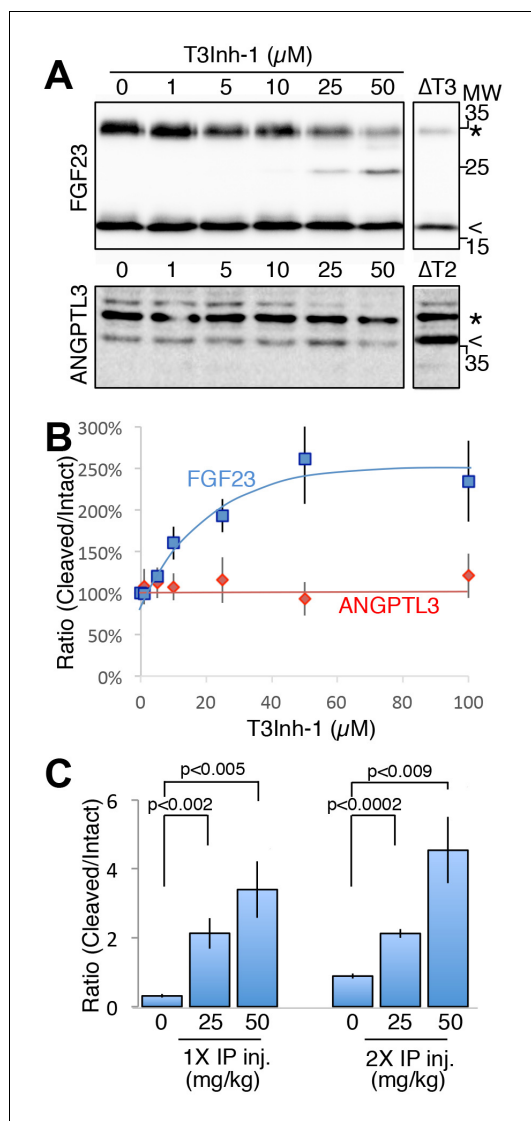 A
T3Inh-1 (μM)
0 1 5 10 25 50 ΔT3 MW
FGF23
35
*
25
<
15
0 1 5 10 25 50 ΔT2
ANGPTL3
*
<
35
B
Ratio (Cleaved/Intact)
300%
250%
200%
150%
100%
50%
0%
FGF23
ANGPTL3
0 20 40 60 80 100
T3Inh-1 (μM)
C
Ratio (Cleaved/Intact)
6
4
2
0
p<0.005
p<0.002
p<0.009
p<0.0002
0 25 50 0 25 50
1X IP inj. 2X IP inj.
(mg/kg) (mg/kg)